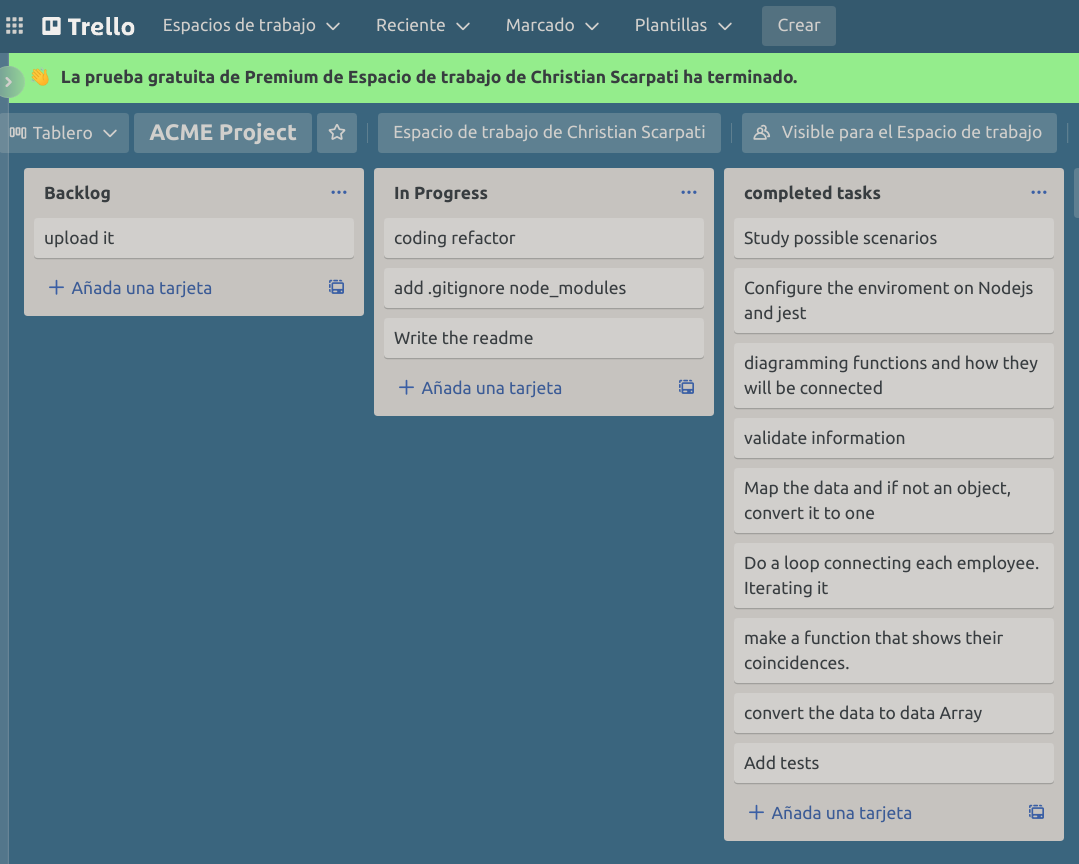 Trello Espacios de trabajo Reciente Marcado Plantillas Crear
👋 La prueba gratuita de Premium de Espacio de trabajo de Christian Scarpati ha terminado.
Tablero ACME Project Espacio de trabajo de Christian Scarpati Visible para el Espacio de trabajo
Backlog
upload it
+ Añada una tarjeta
In Progress
coding refactor
add .gitignore node_modules
Write the readme
+ Añada una tarjeta
completed tasks
Study possible scenarios
Configure the enviroment on Nodejs
and jest
diagramming functions and how they
will be connected
validate information
Map the data and if not an object,
convert it to one
Do a loop connecting each employee.
Iterating it
make a function that shows their
coincidences.
convert the data to data Array
Add tests
+ Añada una tarjeta